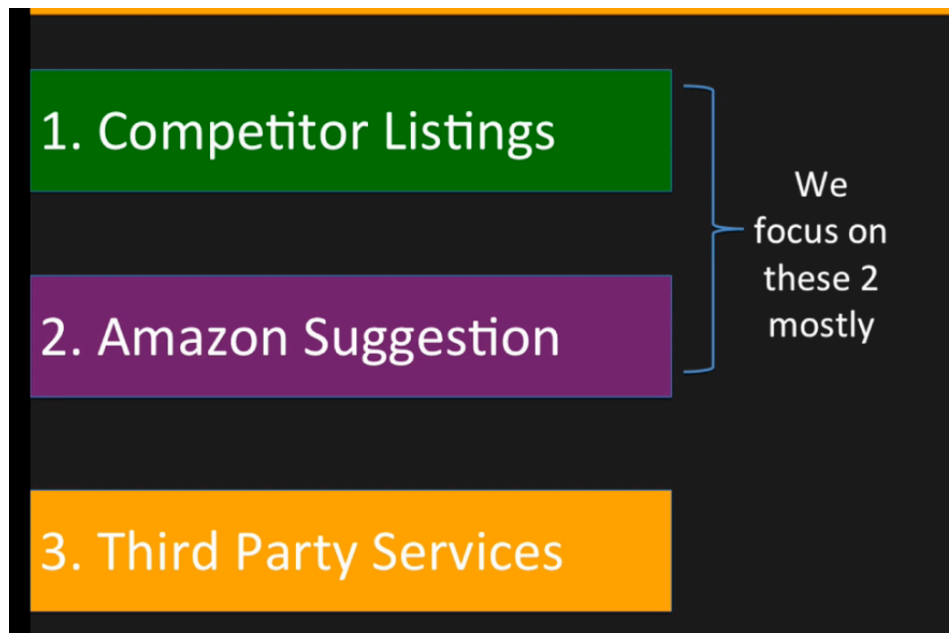 1. Competitor Listings
We
focus on
these 2
mostly
2. Amazon Suggestion
3. Third Party Services